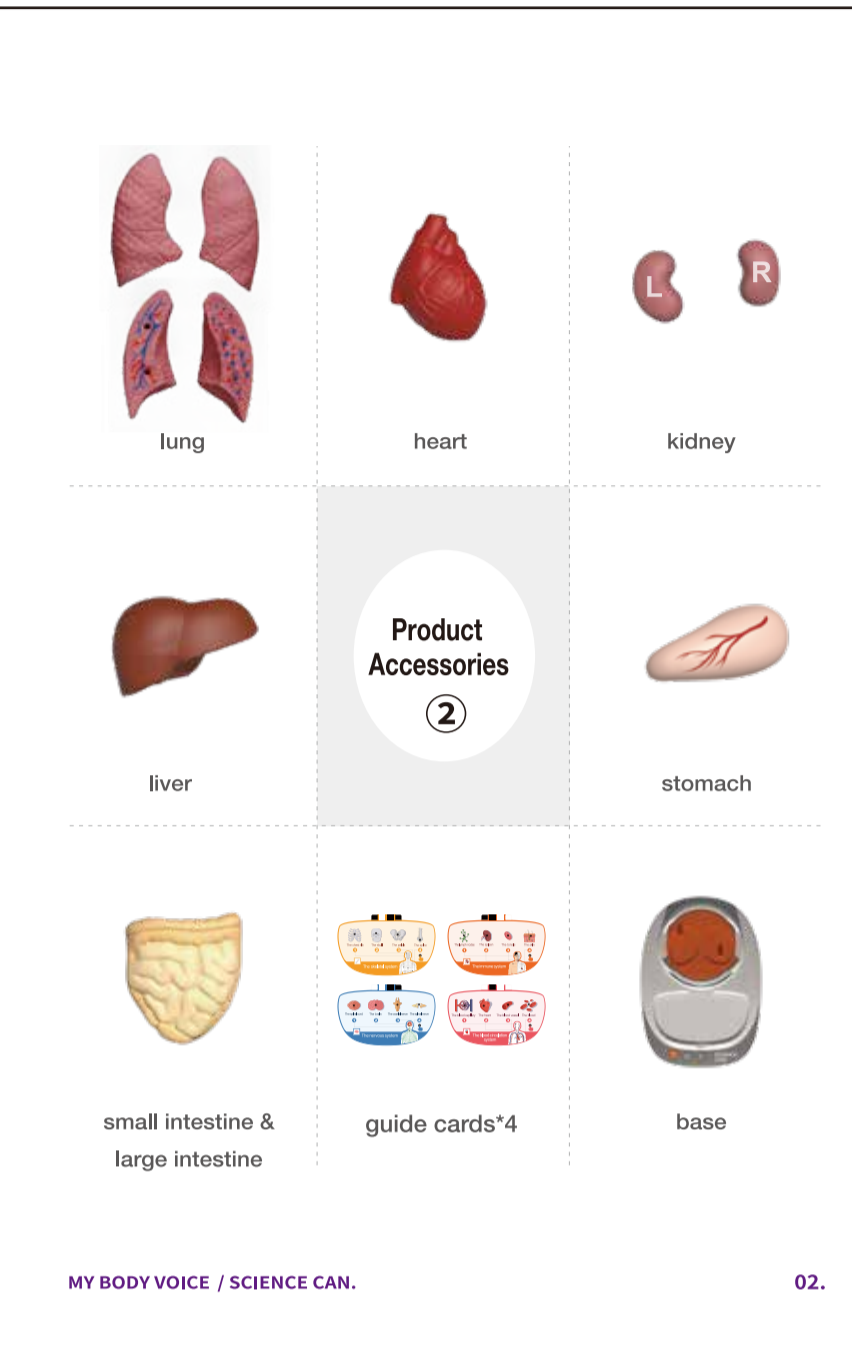 L
R
lung
heart
kidney
Product
Accessories
②
liver
stomach
small intestine &
large intestine
guide cards*4
base
MY BODY VOICE / SCIENCE CAN.
02.